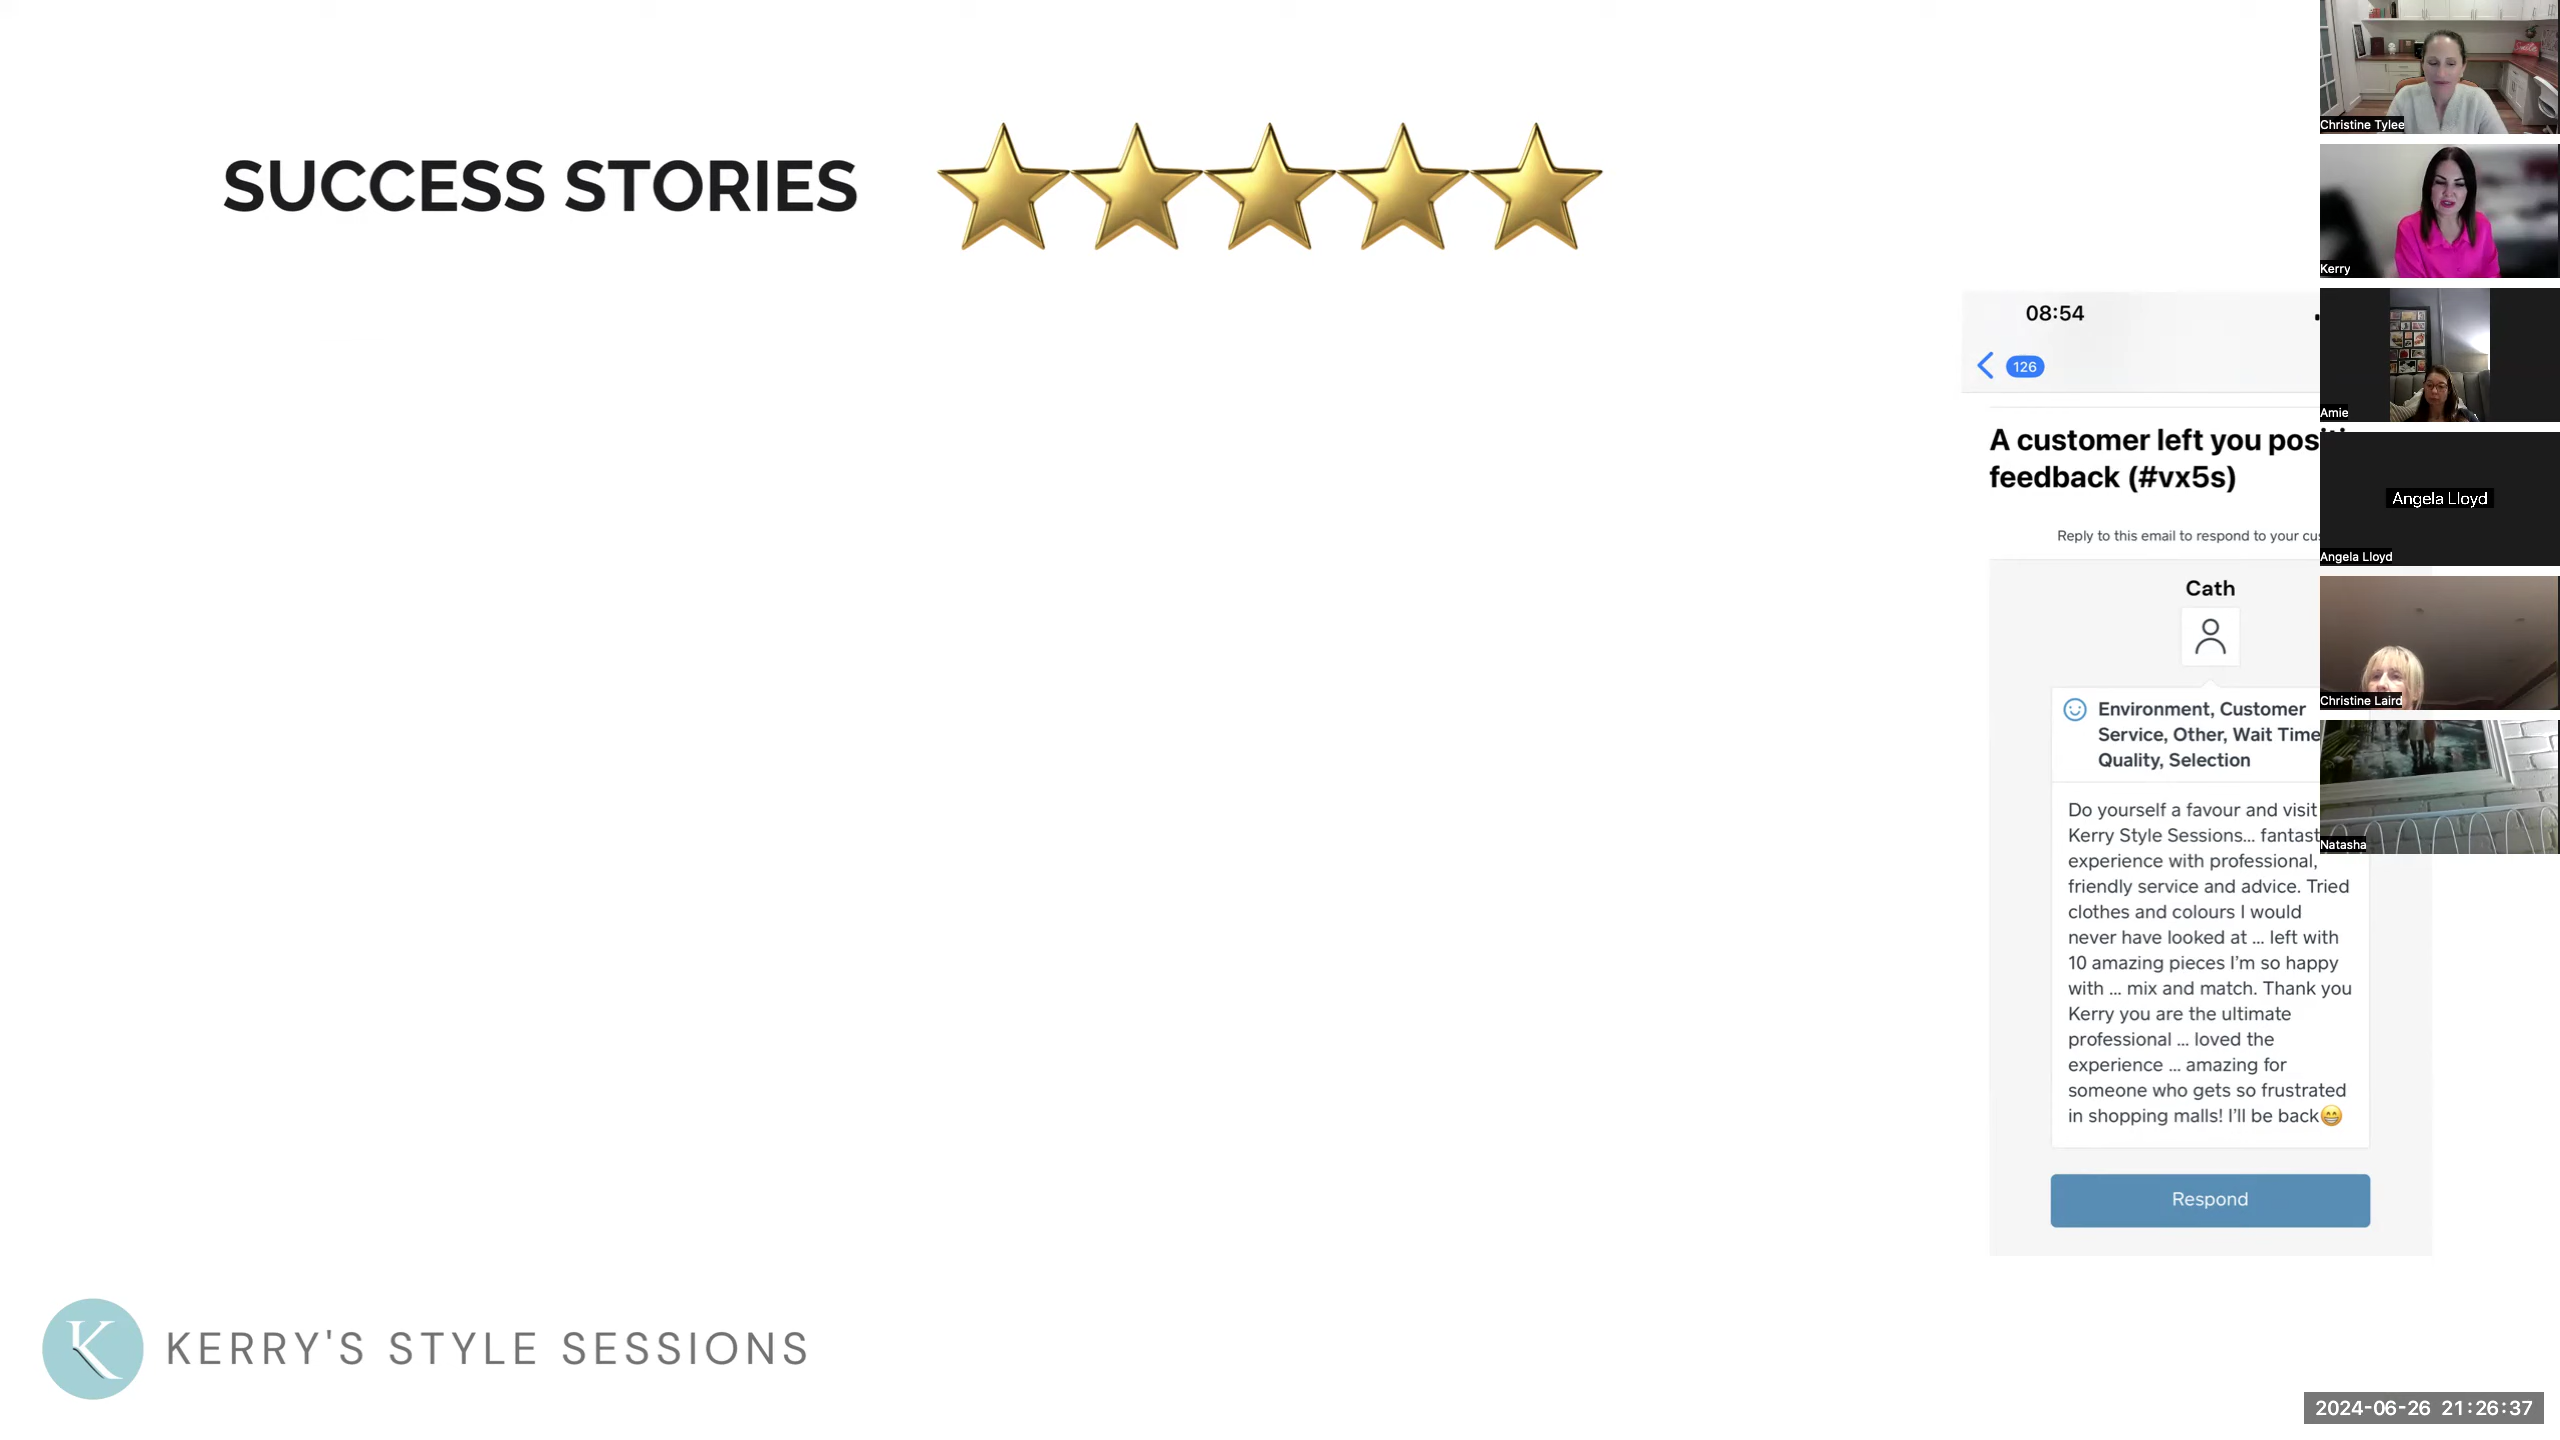 SUCCESS STORIES
08:54
126
A customer left you
feedback (#vx5s)
Reply to this email to respond to your
Cath
Environment, Customer
Service, Other, Wait Time
Quality, Selection
Do yourself a favour and visit
Kerry Style Sessions...
experience with professional,
friendly service and advice. Tried
clothes and colours I would
never have looked at ... left with
10 amazing pieces I'm so happy
with ... mix and match. Thank you
Kerry you are the ultimate
professional ... loved the
experience ... amazing for
someone who gets so frustrated
in shopping malls! I'll be back😁
Respond
K
KERRY'S STYLE SESSIONS
Christine Tylee
Kerry
Amie
Angela Lloyd
Angela Lloyd
Christine Laird
Natasha
2024-06-26 21:26:37